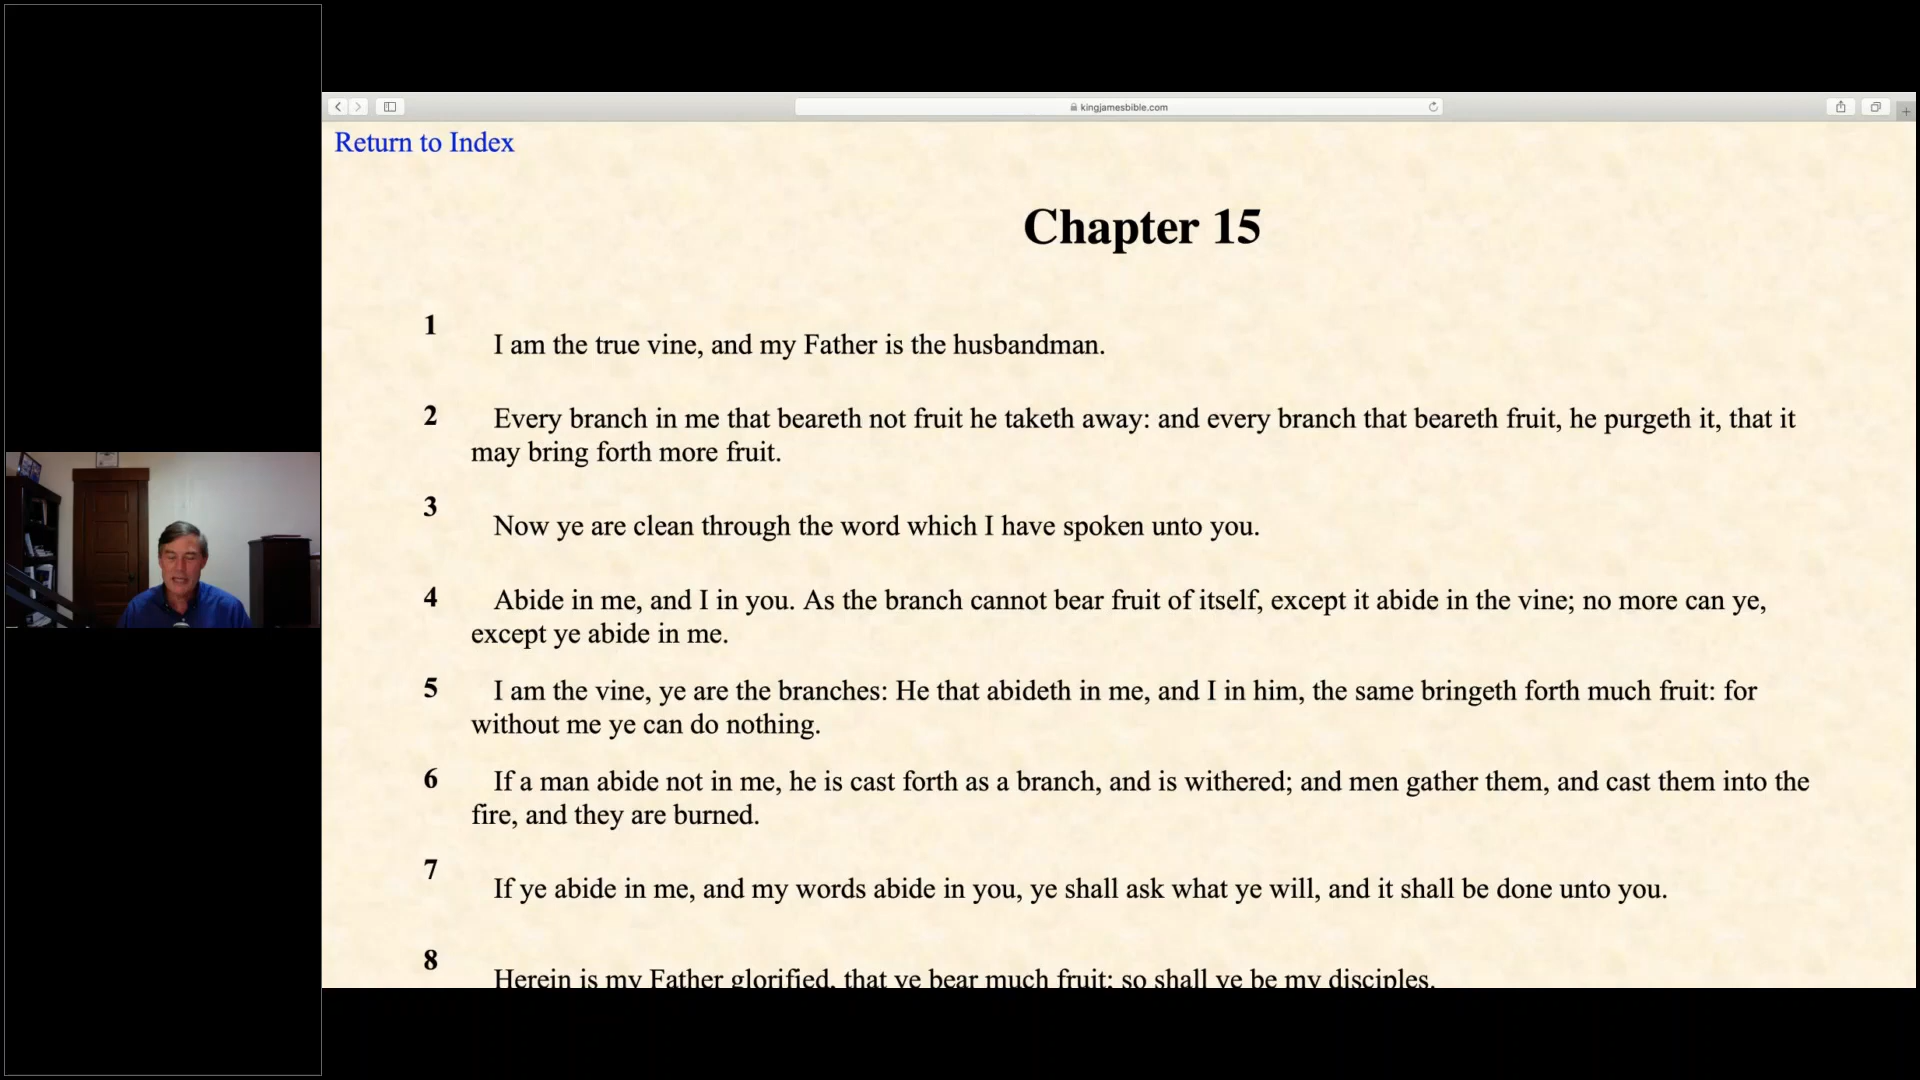 kingjamesbible.com
Return to Index
Chapter 15
1
I am the true vine, and my Father is the husbandman.
2
Every branch in me that beareth not fruit he taketh away: and every branch that beareth fruit, he purgeth it, that it
may bring forth more fruit.
3
Now ye are clean through the word which I have spoken unto you.
4
Abide in me, and I in you. As the branch cannot bear fruit of itself, except it abide in the vine; no more can ye,
except ye abide in me.
5
I am the vine, ye are the branches: He that abideth in me, and I in him, the same bringeth forth much fruit: for
without me ye can do nothing.
6
If a man abide not in me, he is cast forth as a branch, and is withered; and men gather them, and cast them into the
fire, and they are burned.
7
If ye abide in me, and my words abide in you, ye shall ask what ye will, and it shall be done unto you.
8
Herein is my Father glorified, that ye bear much fruit; so shall ye be my disciples.